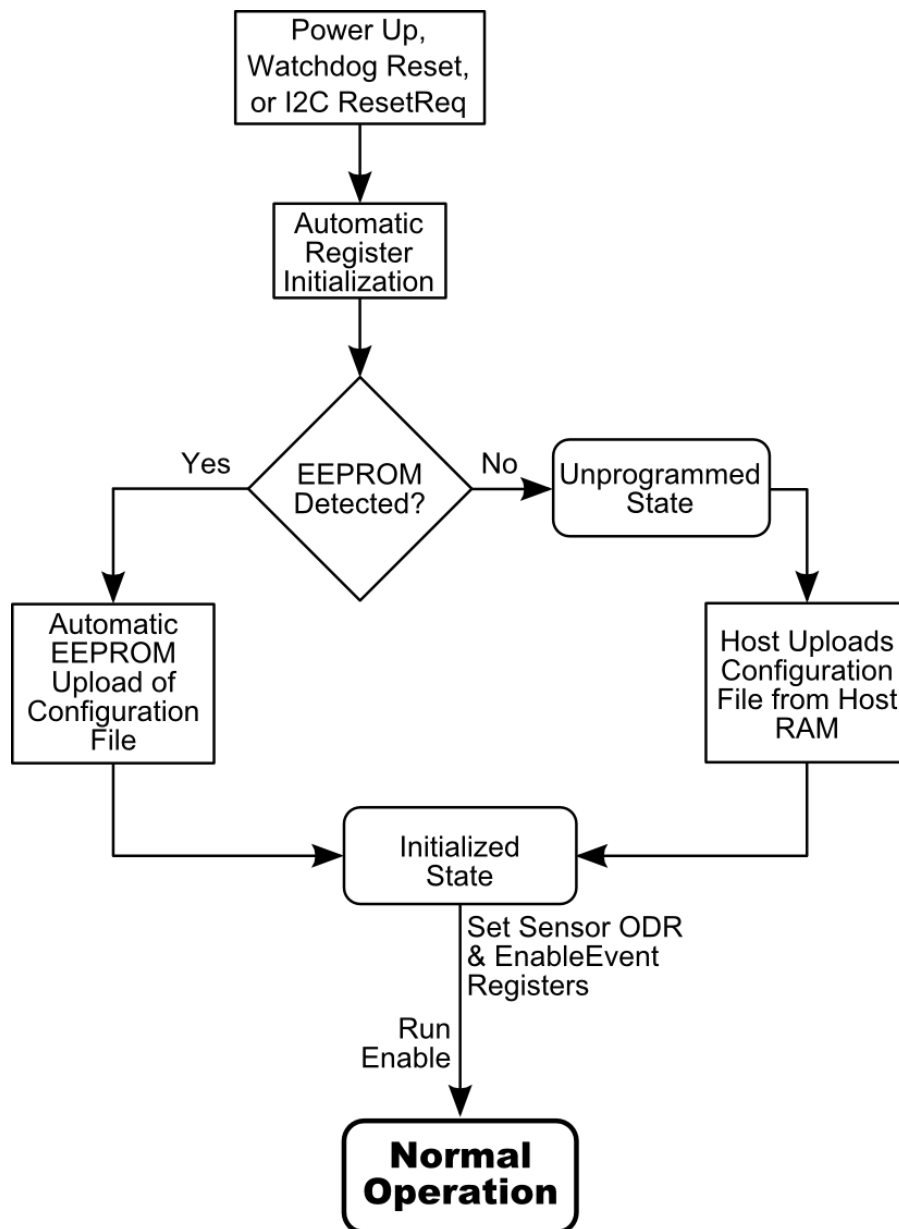 Power Up,
Watchdog Reset,
or I2C ResetReq
Automatic
Register
Initialization
Yes
EEPROM
Detected?
No
Unprogrammed
State
Automatic
EEPROM
Upload of
Configuration
File
Host Uploads
Configuration
File from Host
RAM
Initialized
State
Set Sensor ODR
& EnableEvent
Registers
Run
Enable
Normal
Operation